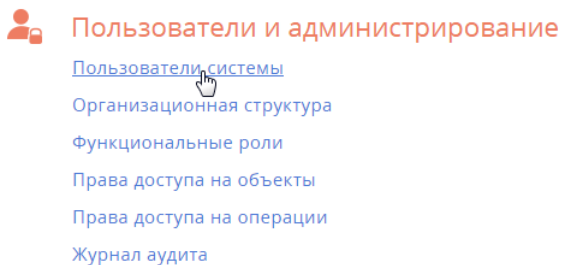 Пользователи и администрирование
Пользователи системы
Организационная структура
Функциональные роли
Права доступа на объекты
Права доступа на операции
Журнал аудита